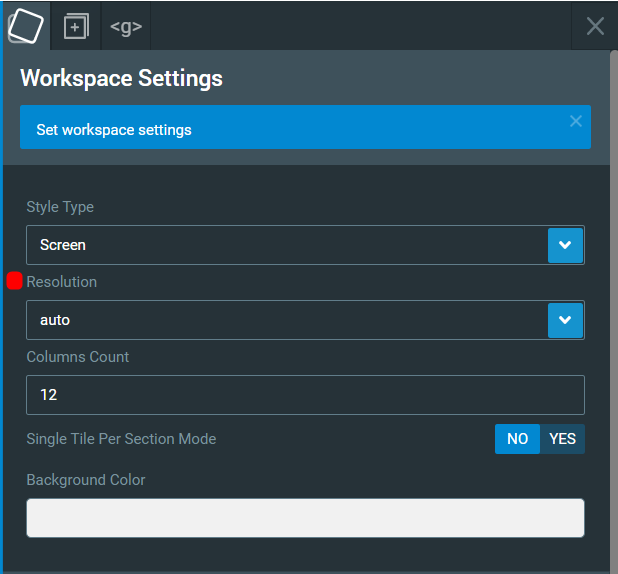 <g>
Workspace Settings
Set workspace settings
Style Type
Screen
Resolution
auto
Columns Count
12
Single Tile Per Section Mode
NO YES
Background Color